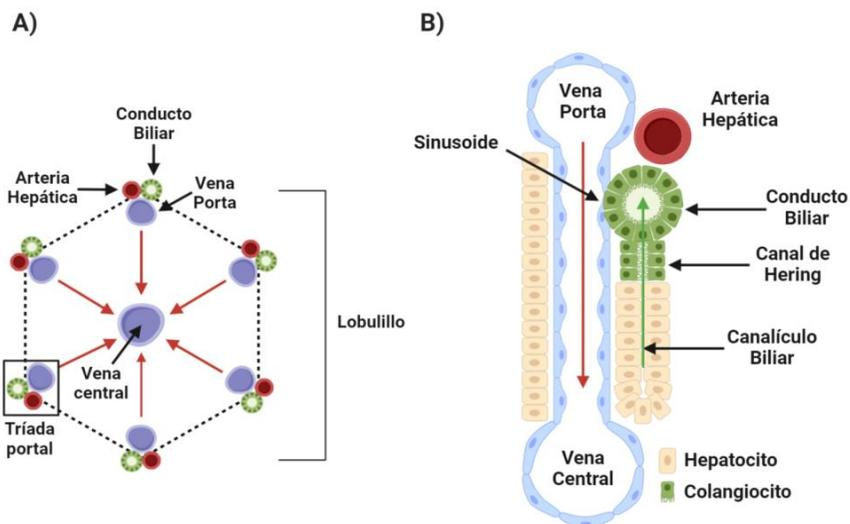 A)
Conducto
Biliar
Arteria
Hepática
Vena
Porta
Lobulillo
Vena
central
Tríada
portal
B)
Vena
Porta
Arteria
Hepática
Sinusoide
Conducto
Biliar
Canal de
Hering
Canalículo
Biliar
Vena
Central
Hepatocito
Colangiocito